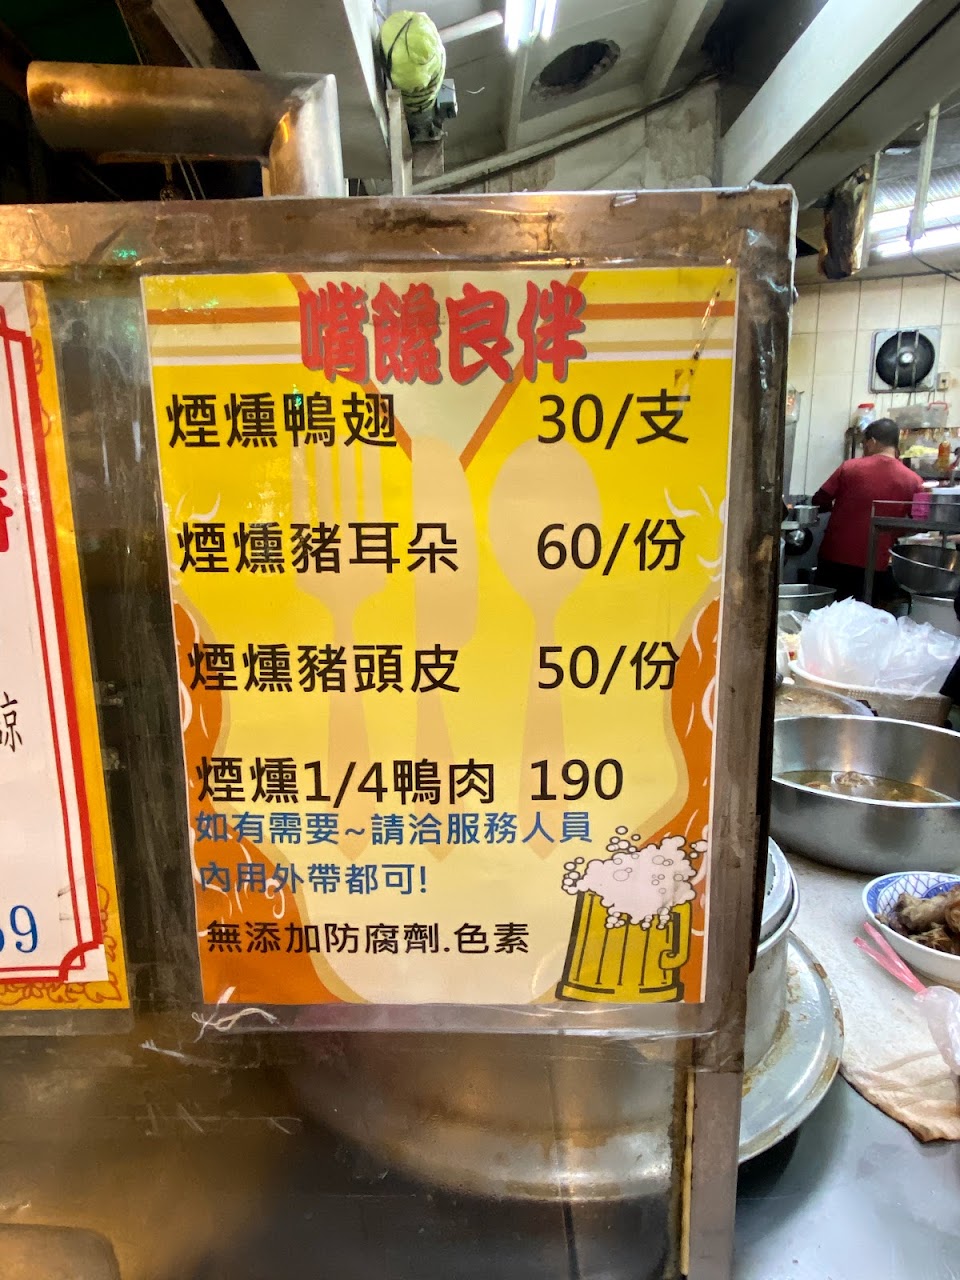 嘴饞良伴
煙燻鴨翅 30/支
煙燻豬耳朵 60/份
煙燻豬頭皮 50/份
煙燻1/4鴨肉 190
如有需要~請洽服務人員
內用外帶都可!
無添加防腐劑.色素
涼
59